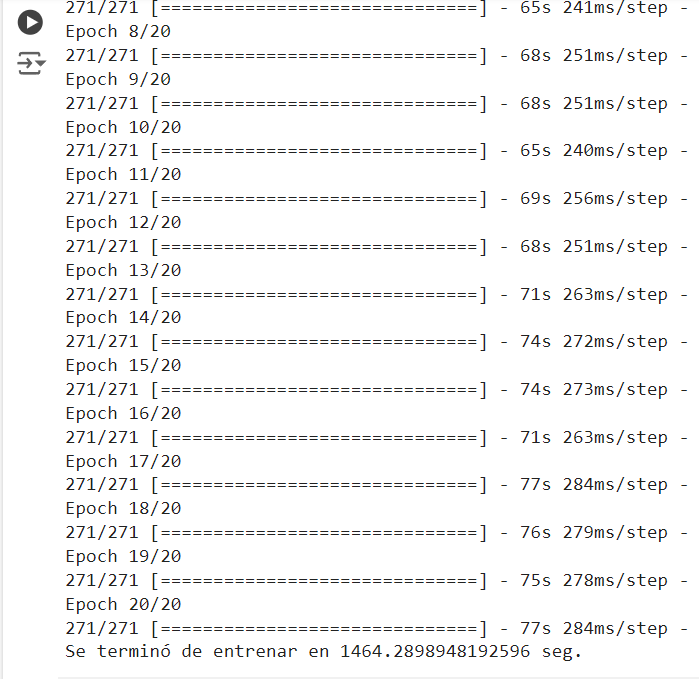 271/271 [==============================] - 65s 241ms/step -
Epoch 8/20
271/271 [==============================] - 68s 251ms/step -
Epoch 9/20
271/271 [==============================] - 68s 251ms/step -
Epoch 10/20
271/271 [==============================] - 65s 240ms/step -
Epoch 11/20
271/271 [==============================] - 69s 256ms/step -
Epoch 12/20
271/271 [==============================] - 68s 251ms/step -
Epoch 13/20
271/271 [==============================] - 71s 263ms/step -
Epoch 14/20
271/271 [==============================] - 74s 272ms/step -
Epoch 15/20
271/271 [==============================] - 74s 273ms/step -
Epoch 16/20
271/271 [==============================] - 71s 263ms/step -
Epoch 17/20
271/271 [==============================] - 77s 284ms/step -
Epoch 18/20
271/271 [==============================] - 76s 279ms/step -
Epoch 19/20
271/271 [==============================] - 75s 278ms/step -
Epoch 20/20
271/271 [==============================] - 77s 284ms/step -
Se terminó de entrenar en 1464.2898948192596 seg.